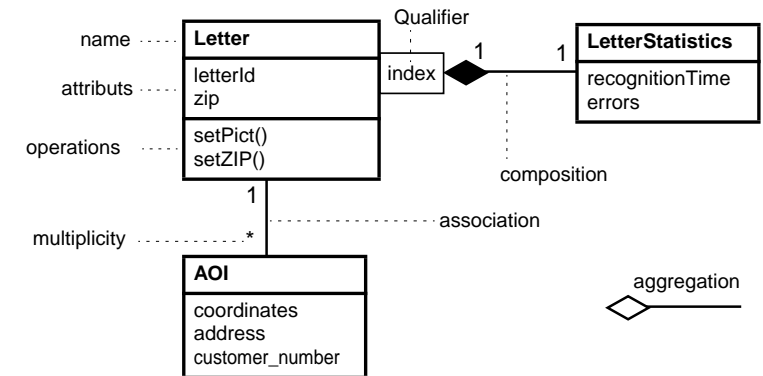 Qualifier
name
Letter
1
1
LetterStatistics
attributs
letterId
zip
index
recognitionTime
errors
operations
setPict()
setZIP()
composition
1
association
multiplicity
*
AOI
aggregation
coordinates
address
customer_number